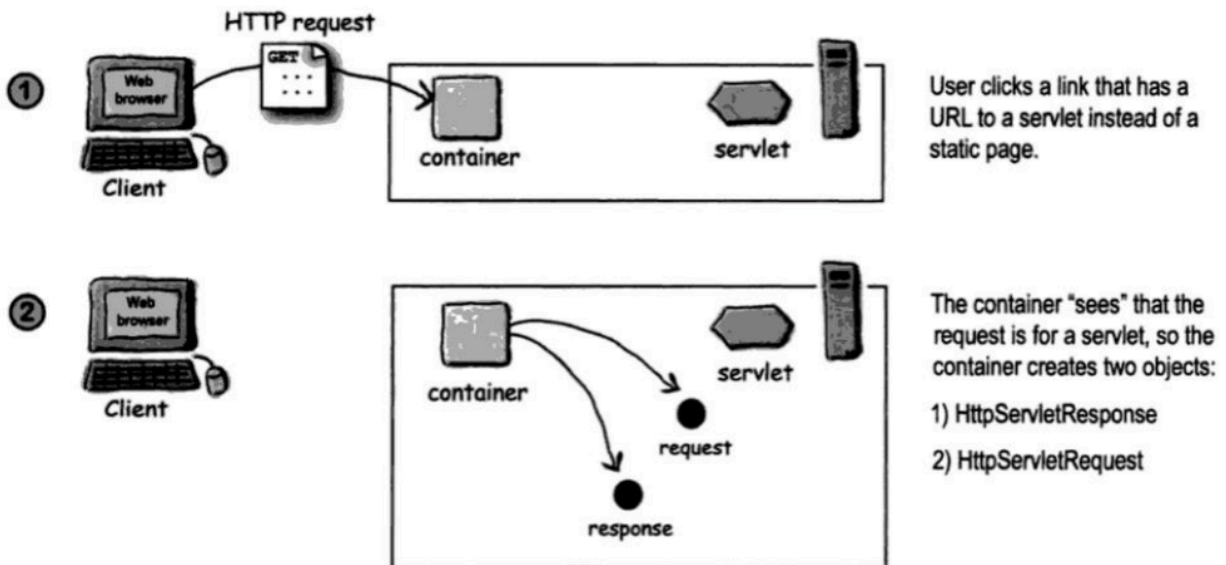 HTTP request
1
Web
browser
GET
container
servlet
Client
User clicks a link that has a
URL to a servlet instead of a
static page.
2
Web
browser
Client
container
servlet
request
response
The container “sees” that the
request is for a servlet, so the
container creates two objects:
1) HttpServletResponse
2) HttpServletRequest